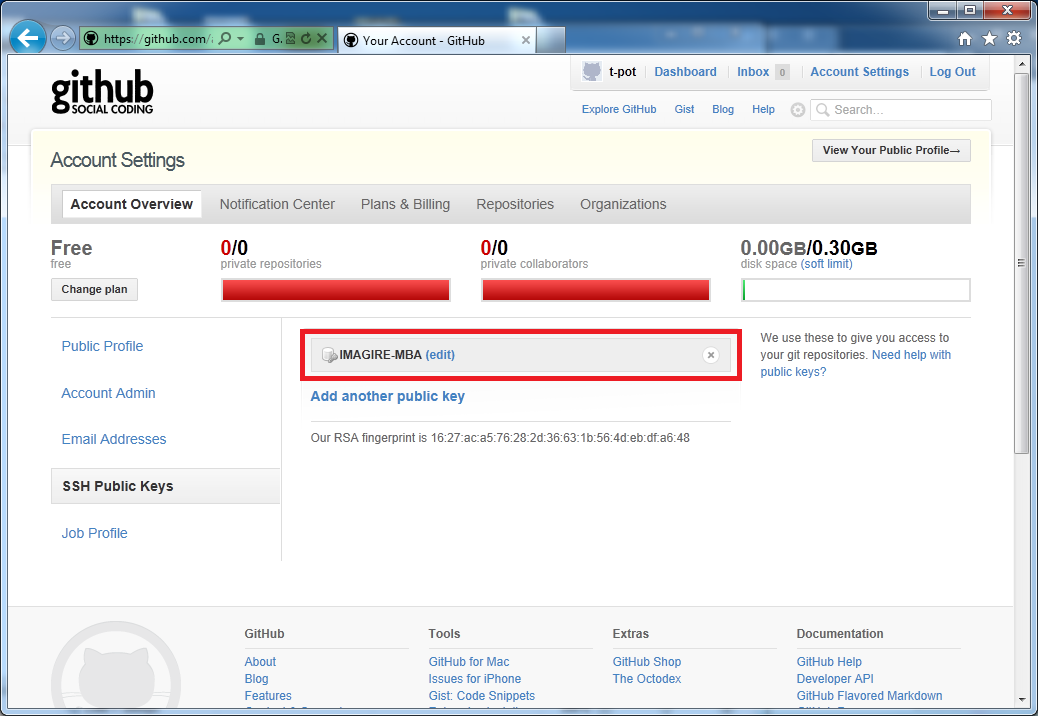 https://github.com/
G.
Your Account - GitHub
github
SOCIAL CODING
t-pot
Dashboard
Inbox 0
Account Settings
Log Out
Explore GitHub
Gist
Blog
Help
Search...
Account Settings
View Your Public Profile→
Account Overview
Notification Center
Plans & Billing
Repositories
Organizations
Free
free
Change plan
0/0
private repositories
0/0
private collaborators
0.00GB/0.30GB
disk space (soft limit)
Public Profile
Account Admin
Email Addresses
SSH Public Keys
Job Profile
IMAGIRE-MBA (edit)
Add another public key
Our RSA fingerprint is 16:27:ac:a5:76:28:2d:36:63:1b:56:4d:eb:df:a6:48
We use these to give you access to
your git repositories. Need help with
public keys?
GitHub
About
Blog
Features
Tools
GitHub for Mac
Issues for iPhone
Gist: Code Snippets
Extras
GitHub Shop
The Octodex
Documentation
GitHub Help
Developer API
GitHub Flavored Markdown